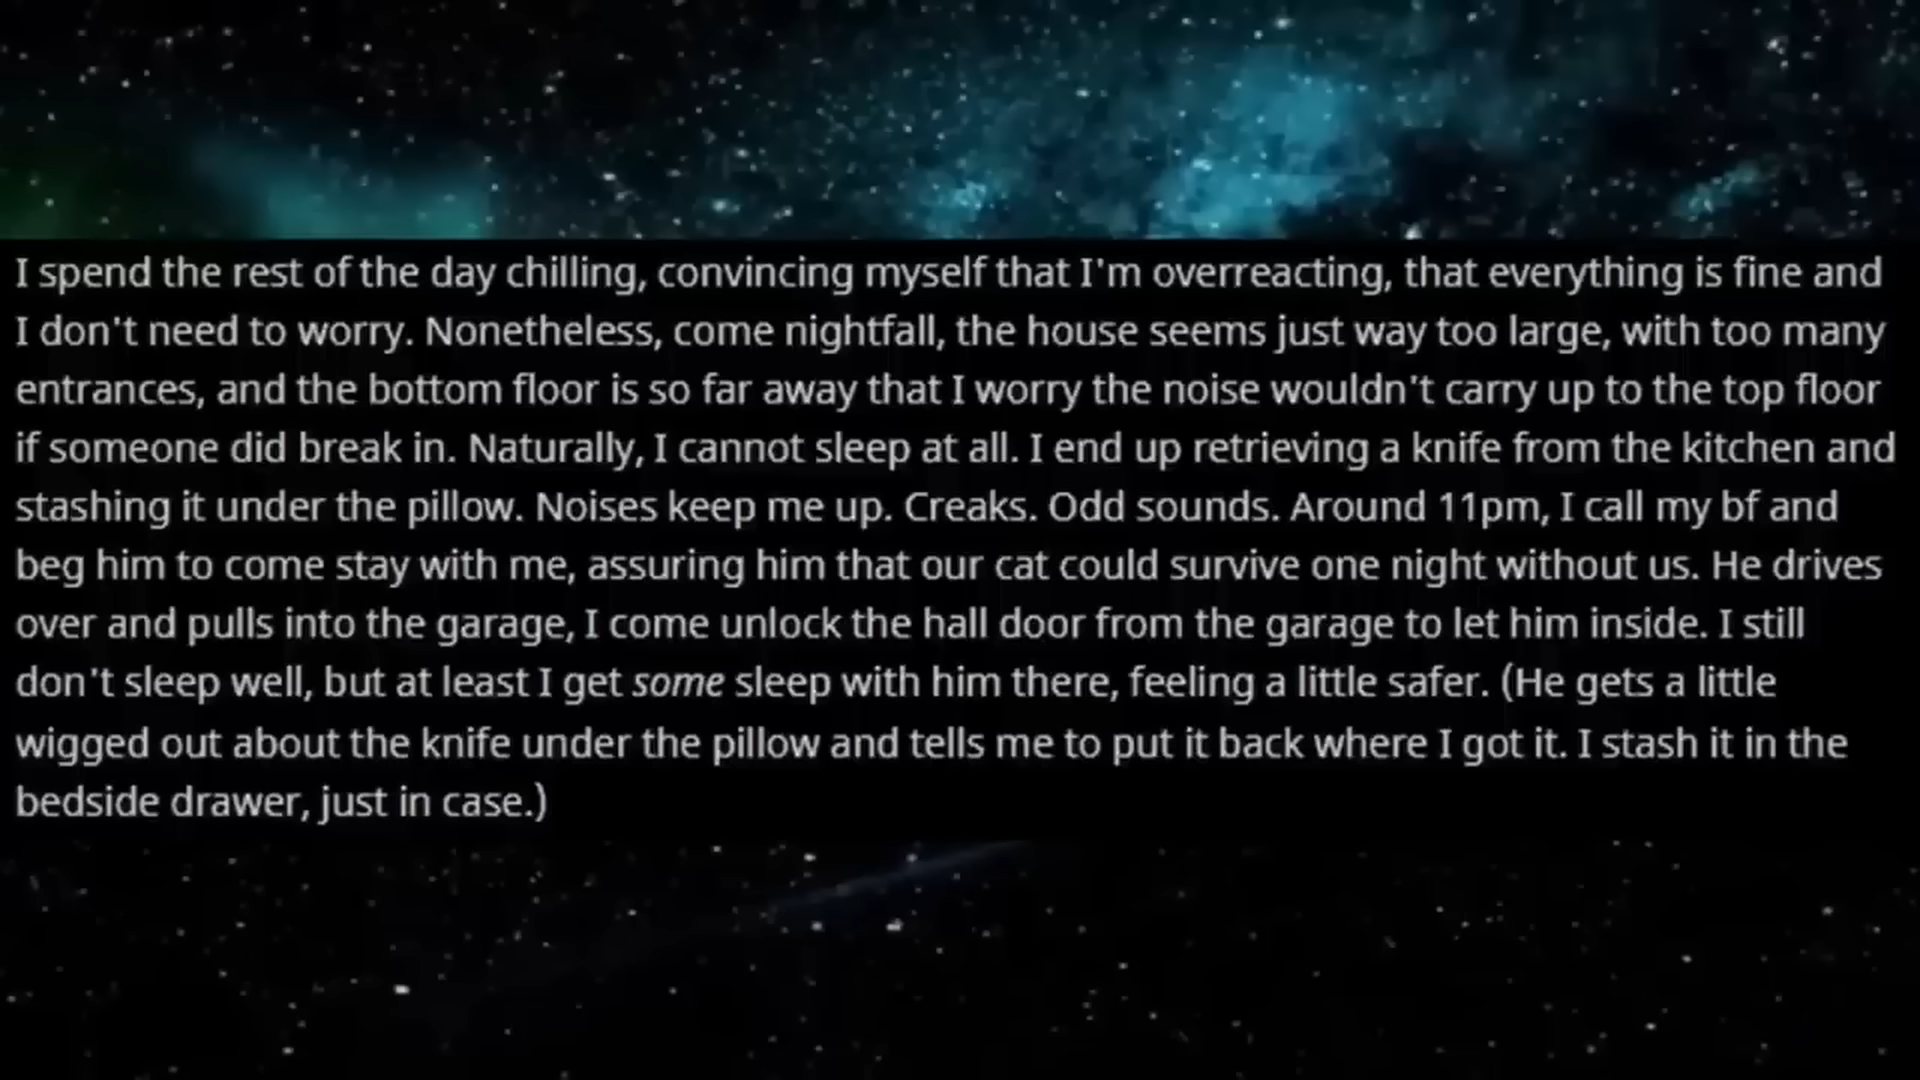 I spend the rest of the day chilling, convincing myself that I'm overreacting, that everything is fine and
I don't need to worry. Nonetheless, come nightfall, the house seems just way too large, with too many
entrances, and the bottom floor is so far away that I worry the noise wouldn't carry up to the top floor
if someone did break in. Naturally, I cannot sleep at all. I end up retrieving a knife from the kitchen and
stashing it under the pillow. Noises keep me up. Creaks. Odd sounds. Around 11pm, I call my bf and
beg him to come stay with me, assuring him that our cat could survive one night without us. He drives
over and pulls into the garage, I come unlock the hall door from the garage to let him inside. I still
don't sleep well, but at least I get some sleep with him there, feeling a little safer. (He gets a little
wigged out about the knife under the pillow and tells me to put it back where I got it. I stash it in the
bedside drawer, just in case.)